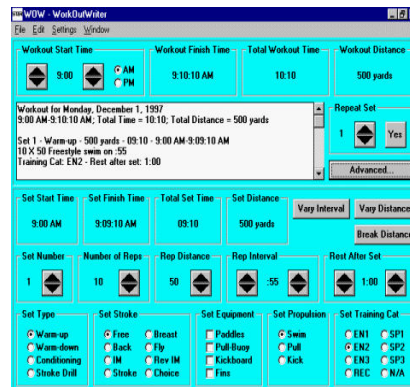 WOW - WorkOutWriter
File Edit Settings Window
Workout Start Time Workout Finish Time Total Workout Time Workout Distance
9:00 AM PM 9:10:10 AM 10:10 500 yards
Workout for Monday, December 1, 1997
9:00 AM-9:10:10 AM; Total Time = 10:10; Total Distance = 500 yards
Set 1 - Warm-up - 500 yards - 09:10 - 9:00 AM-9:09:10 AM
10 X 50 Freestyle swim on :55
Training Cat: EN2 - Rest after set: 1:00
Repeat Set
1 Yes
Advanced...
Set Start Time Set Finish Time Total Set Time Set Distance
9:00 AM 9:09:10 AM 09:10 500 yards
Vary Interval Vary Distance
Break Distance
Set Number Number of Reps Rep Distance Rep Interval Rest After Set
1 10 50 :55 1:00
Set Type Set Stroke Set Equipment Set Propulsion Set Training Cat
Warm-up Free Breast Paddles Swim EN1 SP1
Warm-down Back Fly Pull-Buoy Pull EN2 SP2
Conditioning IM Rev IM Kickboard Kick EN3 SP3
Stroke Drill Stroke Choice Fins REC N/A